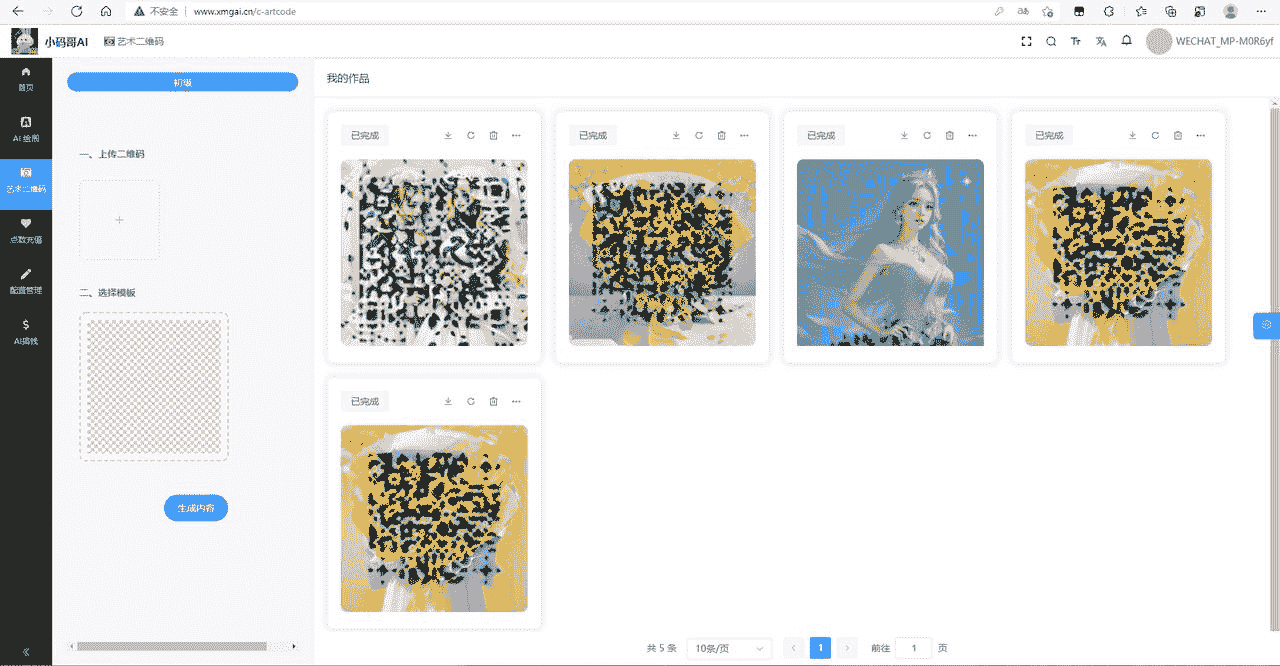 不安全 www.xmgai.cn/c-artcode
小码哥AI 艺术二维码
WECHAT_MP-M0R6yf
首页
AI 绘图
艺术二维码
点数充值
配置管理
AI搞钱
初级
一、上传二维码
二、选择模板
生成内容
我的作品
已完成 已完成 已完成 已完成
已完成
共 5 条 10条/页 1 前往 1 页